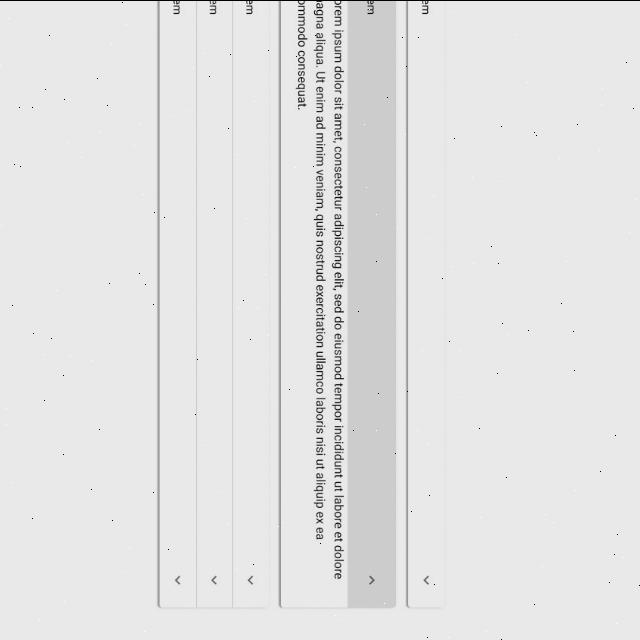 em
em
orem ipsum dolor sit amet, consectetur adipiscing elit, sed do eiusmod tempor incididunt ut labore et dolore
agna aliqua. Ut enim ad minim veniam, quis nostrud exercitation ullamco laboris nisi ut aliquip ex ea
ommodo consequat.
em
em
em